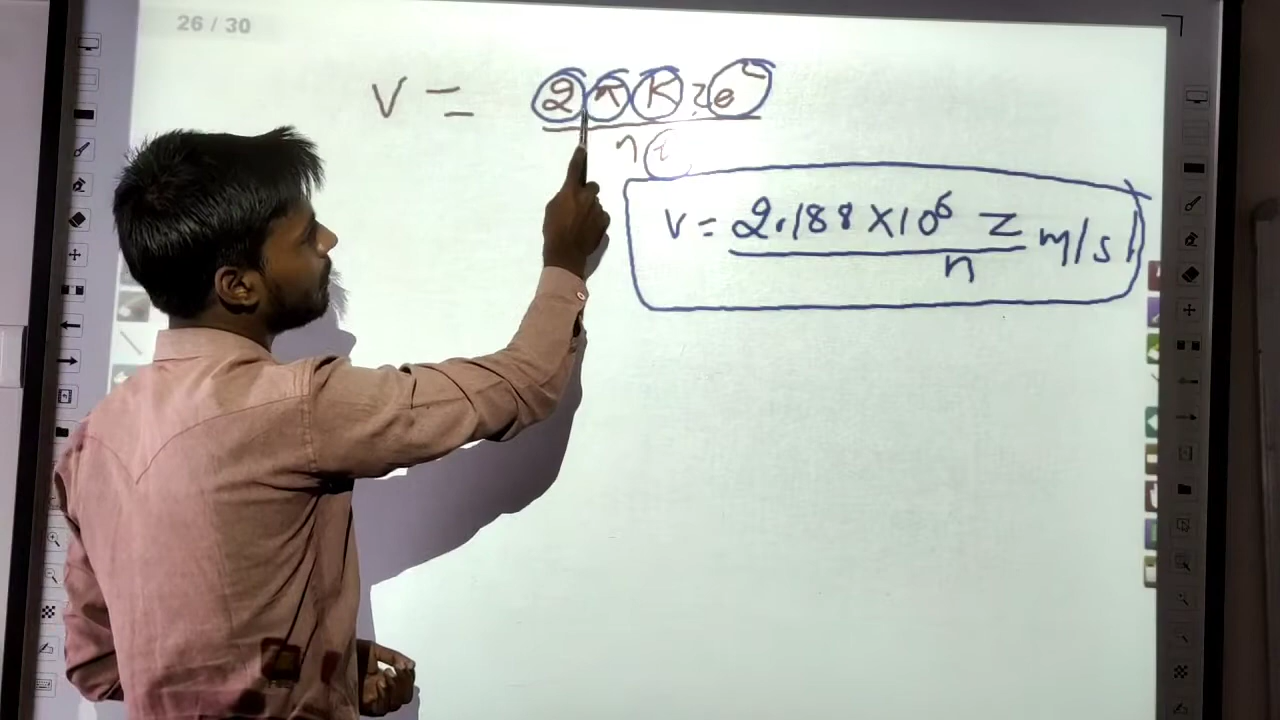 26 / 30
V = 2πKze²
n
V = 2.188 × 10⁶ Z m/s
n